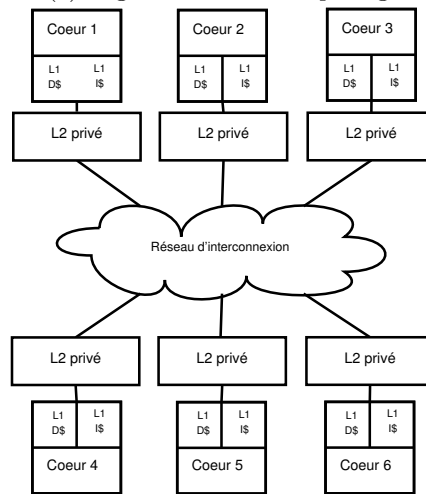 Coeur 1
Coeur 2
Coeur 3
L1 L1
D$ I$
L1 L1
D$ I$
L1 L1
D$ I$
L2 privé
L2 privé
L2 privé
Réseau d'interconnexion
L2 privé
L2 privé
L2 privé
L1 L1
D$ I$
L1 L1
D$ I$
L1 L1
D$ I$
Coeur 4
Coeur 5
Coeur 6